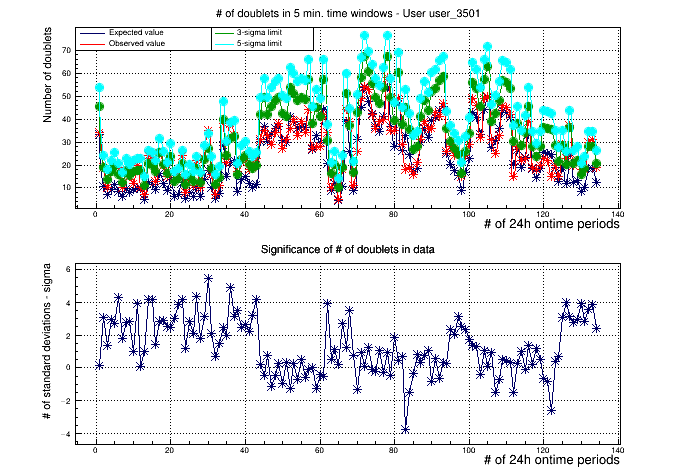 # of doublets in 5 min. time windows - User user_3501
Expected value
3-sigma limit
Observed value
5-sigma limit
Number of doublets
70
60
50
40
30
20
10
0 20 40 60 80 100 120 140
# of 24h ontime periods
Significance of # of doublets in data
# of standard deviations - sigma
6
4
2
0
−2
−4
0 20 40 60 80 100 120 140
# of 24h ontime periods